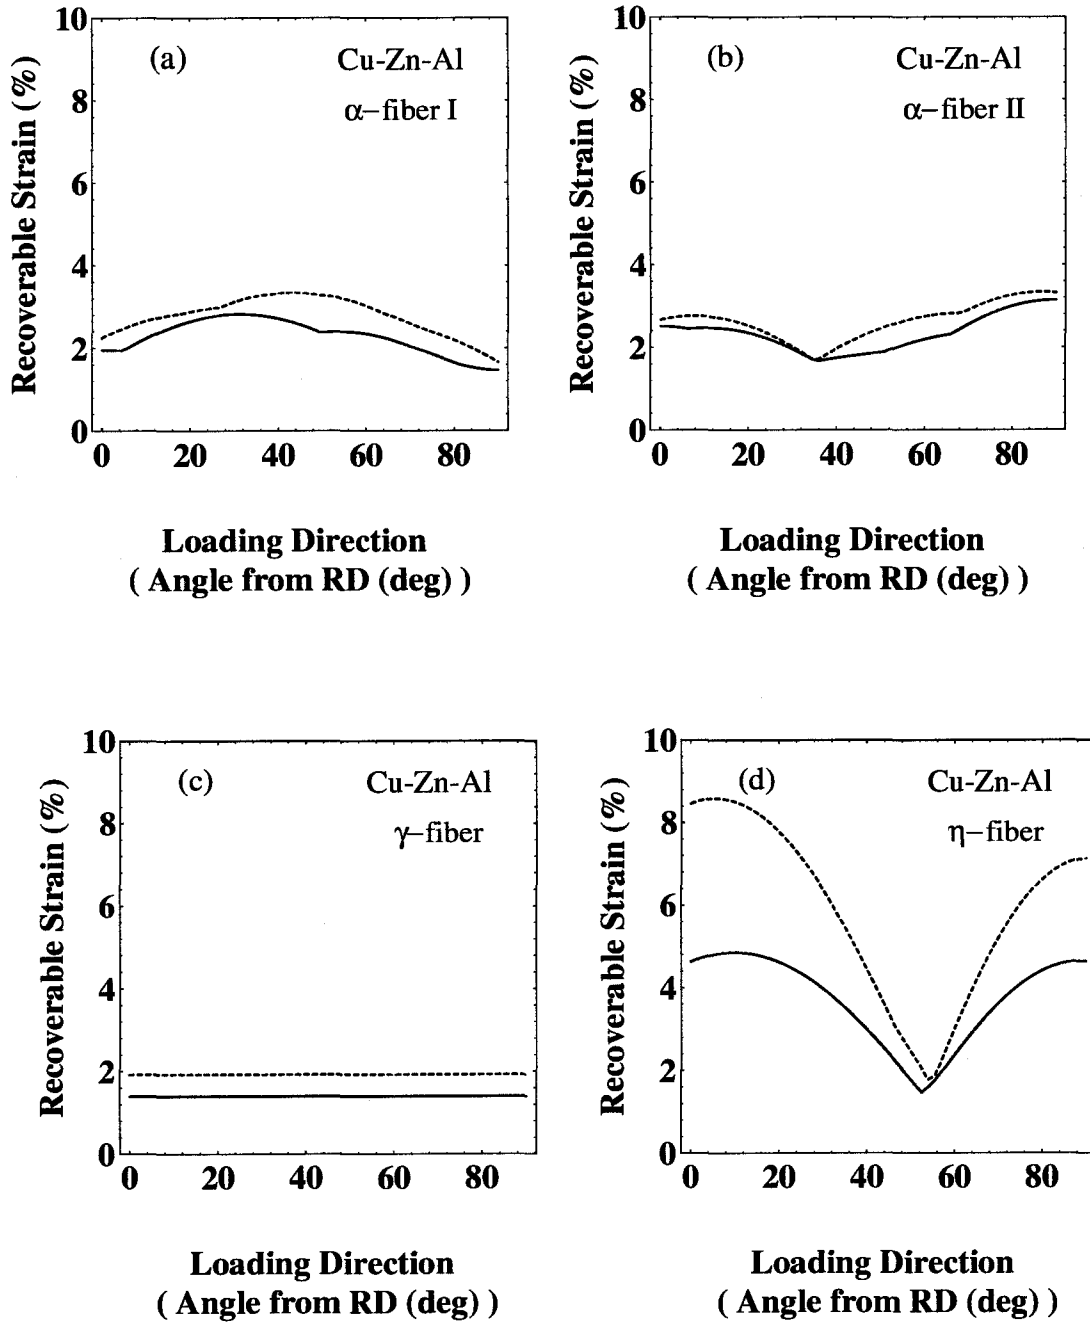 10
8
6
4
2
0
Recoverable Strain (%)
(a)
Cu-Zn-Al
α−fiber I
0 20 40 60 80
Loading Direction
( Angle from RD (deg) )
10
8
6
4
2
0
Recoverable Strain (%)
(b)
Cu-Zn-Al
α−fiber II
0 20 40 60 80
Loading Direction
( Angle from RD (deg) )
10
8
6
4
2
0
Recoverable Strain (%)
(c)
Cu-Zn-Al
γ−fiber
0 20 40 60 80
Loading Direction
( Angle from RD (deg) )
10
8
6
4
2
0
Recoverable Strain (%)
(d)
Cu-Zn-Al
η−fiber
0 20 40 60 80
Loading Direction
( Angle from RD (deg) )